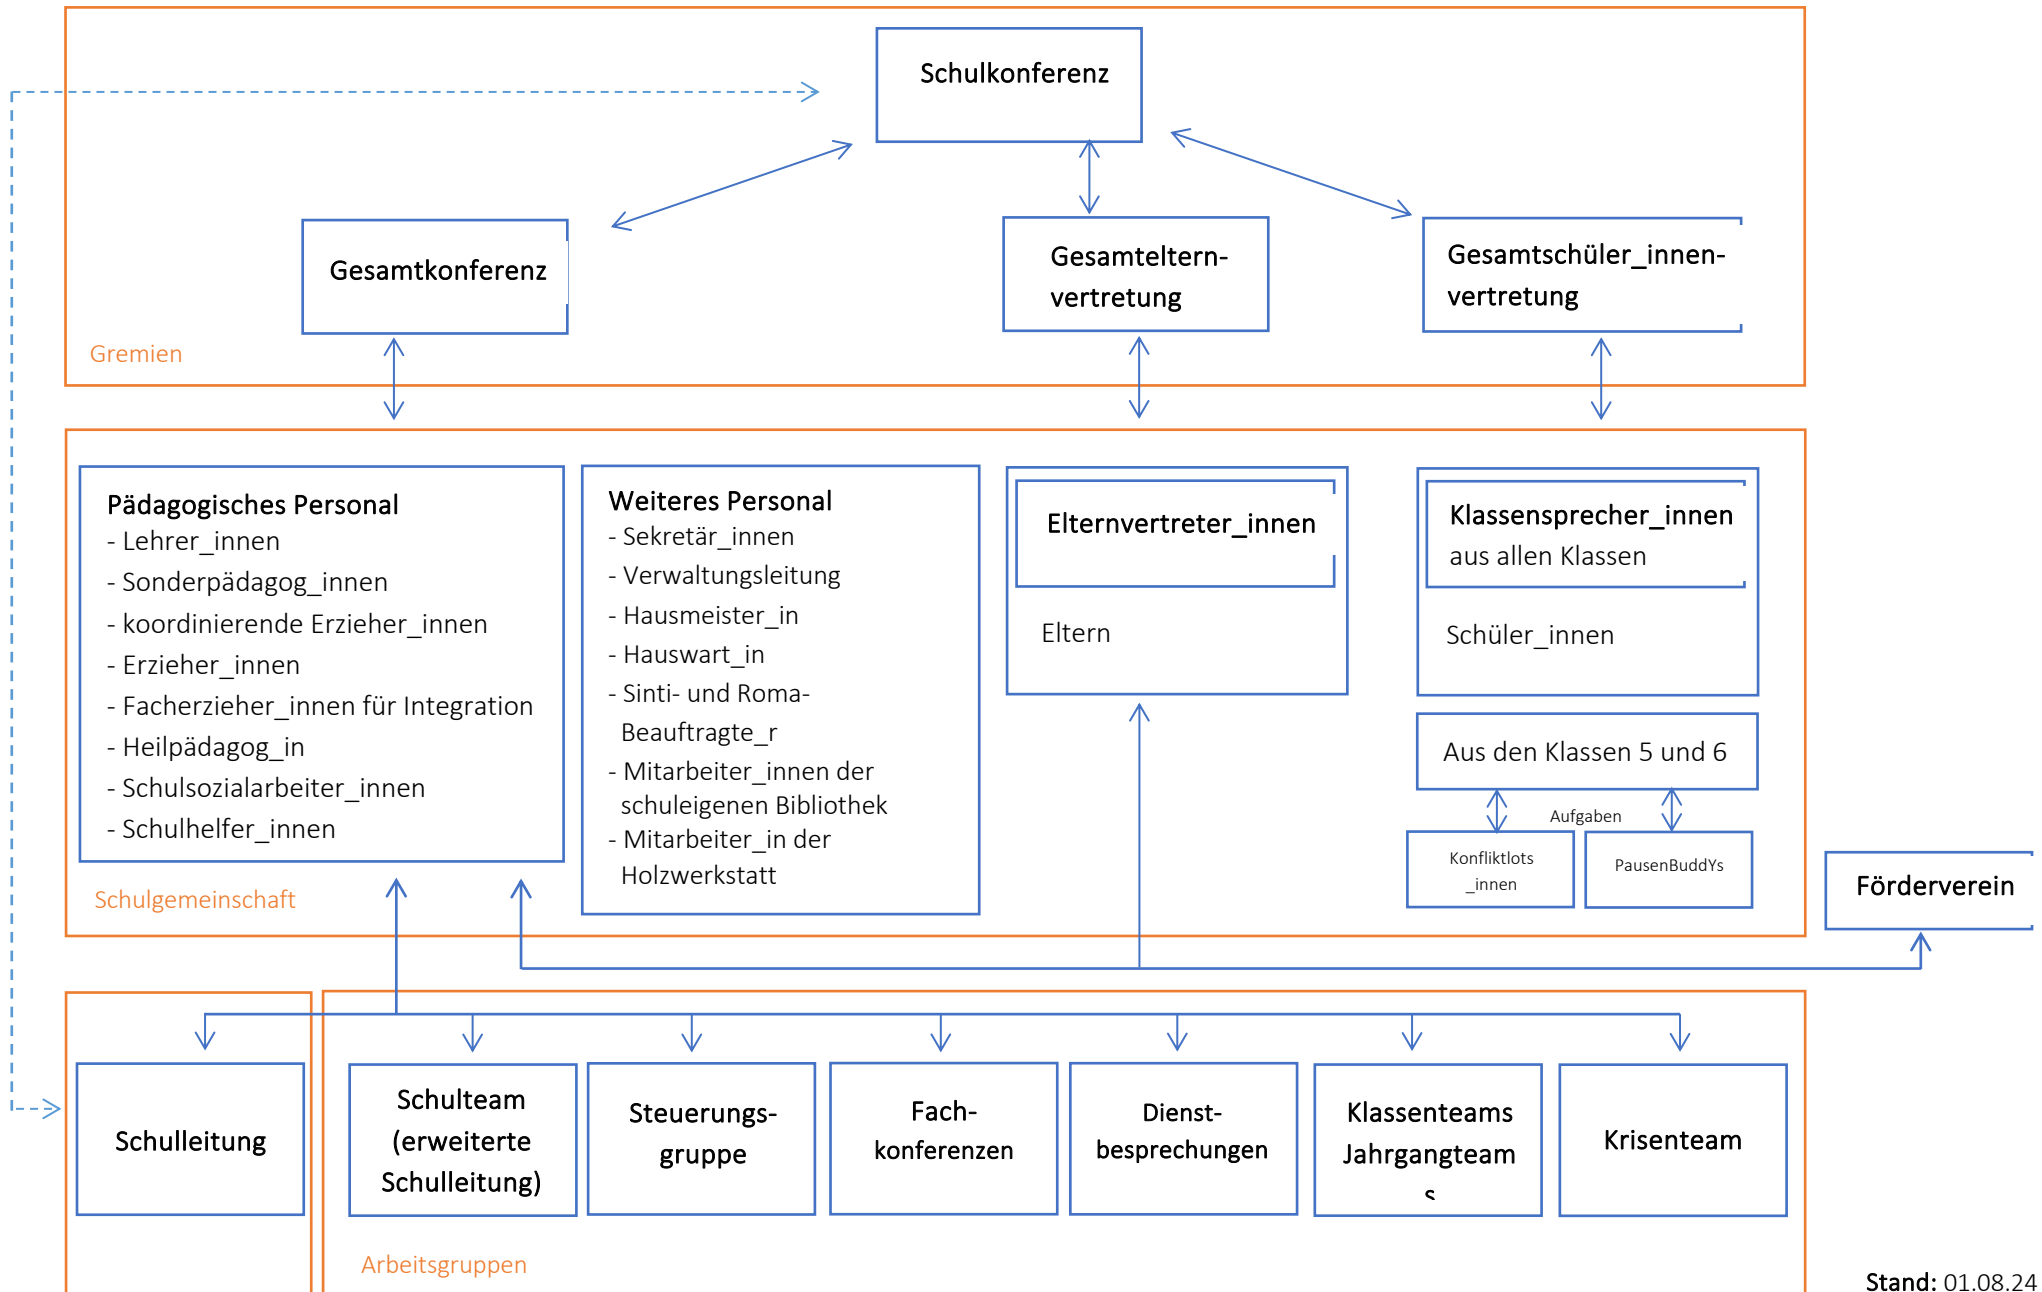 Schulkonferenz
Gesamtkonferenz
Gesamteltern-
vertretung
Gesamtschüler_innen-
vertretung
Gremien
Pädagogisches Personal
- Lehrer_innen
- Sonderpädagog_innen
- koordinierende Erzieher_innen
- Erzieher_innen
- Facherzieher_innen für Integration
- Heilpädagog_in
- Schulsozialarbeiter_innen
- Schulhelfer_innen
Weiteres Personal
- Sekretär_innen
- Verwaltungsleitung
- Hausmeister_in
- Hauswart_in
- Sinti- und Roma-
Beauftragte_r
- Mitarbeiter_innen der
schuleigenen Bibliothek
- Mitarbeiter_in der
Holzwerkstatt
Elternvertreter_innen
Eltern
Klassensprecher_innen
aus allen Klassen
Schüler_innen
Aus den Klassen 5 und 6
Aufgaben
Konfliktlots
_innen
PausenBuddYs
Schulgemeinschaft
Förderverein
Schulleitung
Schulteam
(erweiterte
Schulleitung)
Steuerungs-
gruppe
Fach-
konferenzen
Dienst-
besprechungen
Klassenteams
Jahrgangteam
s
Krisenteam
Arbeitsgruppen
Stand: 01.08.24